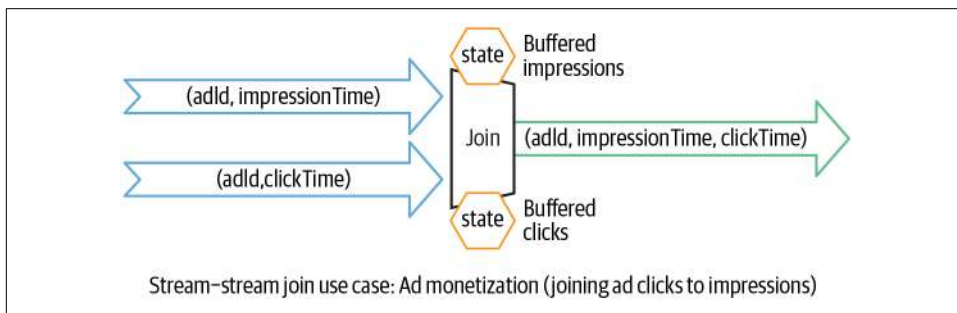 state
Buffered
impressions
(adId, impressionTime)
Join
(adId, impressionTime, clickTime)
(adId,clickTime)
state
Buffered
clicks
Stream–stream join use case: Ad monetization (joining ad clicks to impressions)